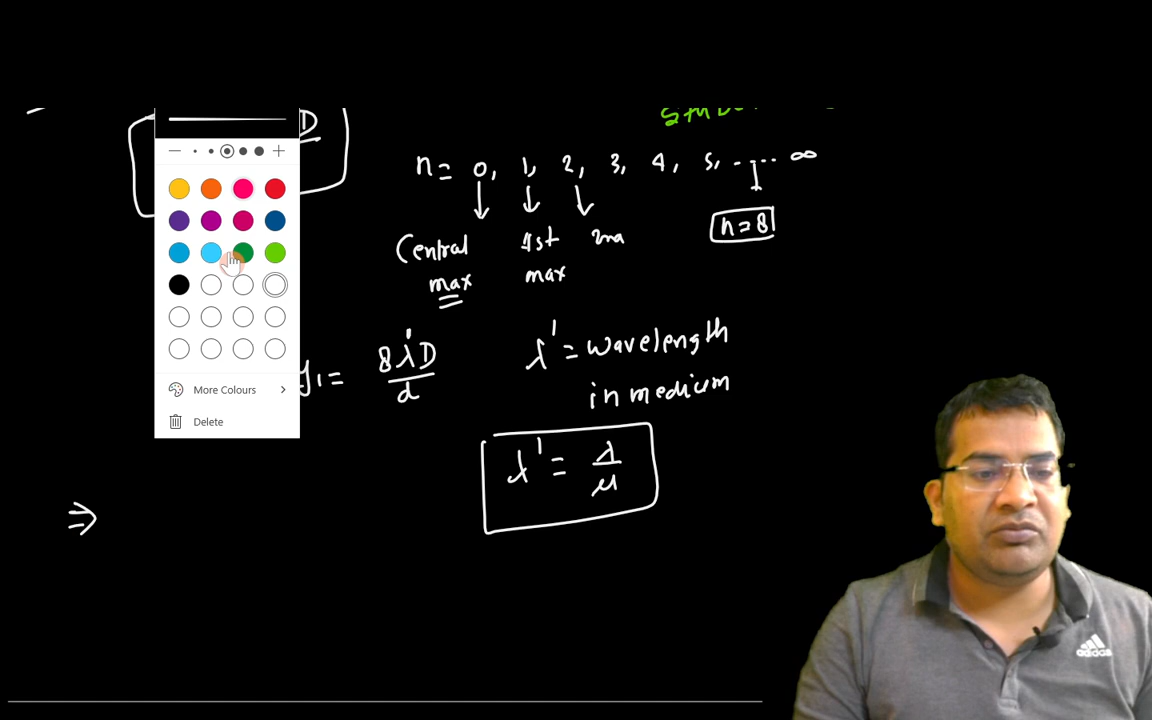 D
n = 0, 1, 2, 3, 4, 5, ..... ∞
Central 1st 2nd
max max
n = 8
y₁ = 8λ'D / d
λ' = wavelength
in medium
λ' = λ / μ
⇒
More Colours
Delete
adidas